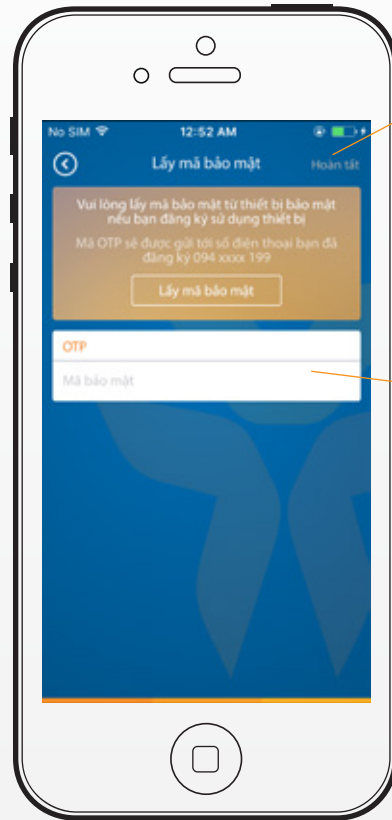 No SIM 12:52 AM
Lấy mã bảo mật Hoàn tất
Vui lòng lấy mã bảo mật từ thiết bị bảo mật
nếu bạn đăng ký sử dụng thiết bị
Mã OTP sẽ được gửi tới số điện thoại bạn đã
đăng ký 094 xxxx 199
Lấy mã bảo mật
OTP
Mã bảo mật